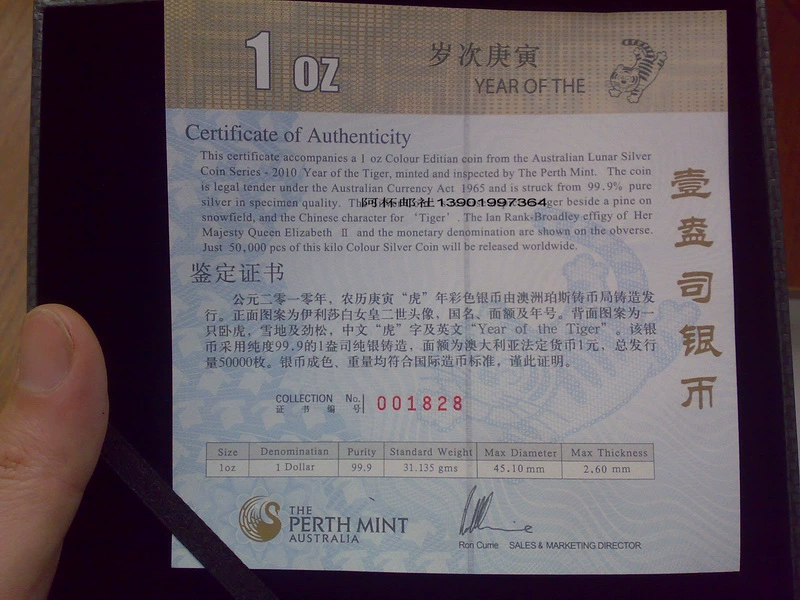 1 OZ
岁次庚寅
YEAR OF THE
Certificate of Authenticity
This certificate accompanies a 1 oz Colour Editian coin from the Australian Lunar Silver
Coin Series - 2010 Year of the Tiger, minted and inspected by The Perth Mint. The coin
is legal tender under the Australian Currency Act 1965 and is struck from 99.9% pure
silver in specimen quality. Th
阿杯邮社13901997364
ger beside a pine on
snowfield, and the Chinese character for ‘Tiger’. The Ian Rank-Broadley effigy of Her
Majesty Queen Elizabeth Ⅱ and the monetary denomination are shown on the obverse.
Just 50,000 pcs of this kilo Colour Silver Coin will be released worldwide.
鉴定证书
公元二零一零年，农历庚寅“虎”年彩色银币由澳洲珀斯铸币局铸造发
行。正面图案为伊利莎白女皇二世头像，国名、面额及年号。背面图案为一
只卧虎，雪地及劲松，中文“虎”字及英文“Year of the Tiger”。该银
币采用纯度99.9的1盎司纯银铸造，面额为澳大利亚法定货币1元，总发行
量50000枚。银币成色、重量均符合国际造币标准，谨此证明。
COLLECTION No.
证书编号
001828
Size Denomination Purity Standard Weight Max Diameter Max Thickness
1oz 1 Dollar 99.9 31.135 gms 45.10 mm 2.60 mm
THE
PERTH MINT
AUSTRALIA
Ron Currie SALES & MARKETING DIRECTOR
壹盎司银币